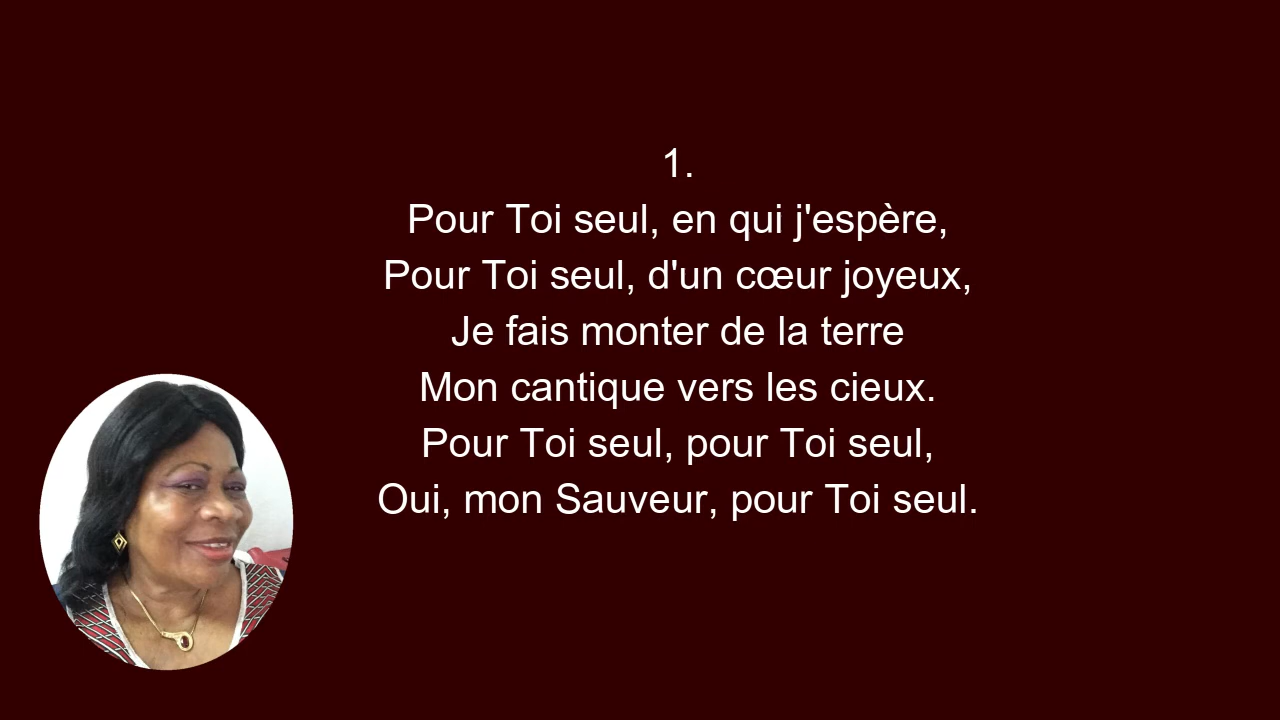 1.
Pour Toi seul, en qui j'espère,
Pour Toi seul, d'un cœur joyeux,
Je fais monter de la terre
Mon cantique vers les cieux.
Pour Toi seul, pour Toi seul,
Oui, mon Sauveur, pour Toi seul.